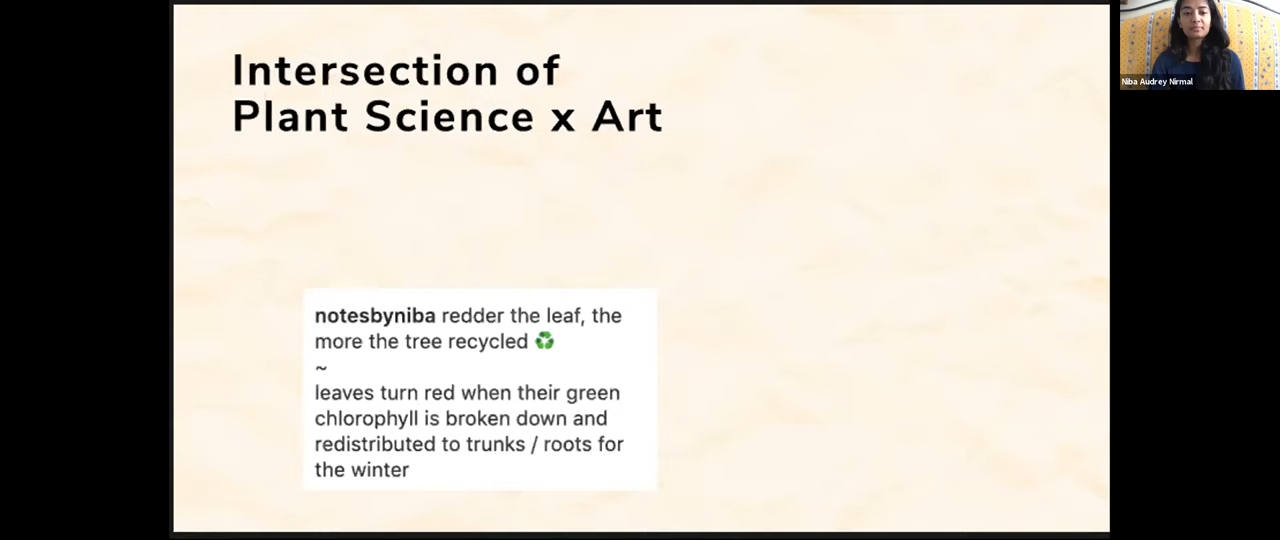 Intersection of
Plant Science x Art
notesbyniba redder the leaf, the
more the tree recycled ♻️
~
leaves turn red when their green
chlorophyll is broken down and
redistributed to trunks / roots for
the winter
Niba Audrey Nirmal